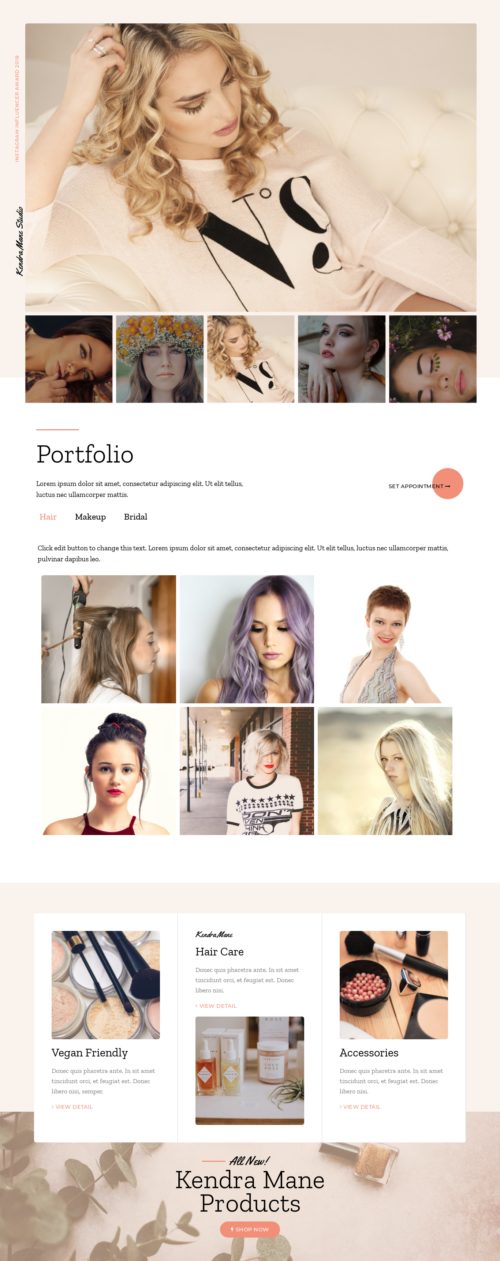 INSTAGRAM INFLUENCER AWARD 2019
Kendra Mane Studio
N°9
Portfolio
Lorem ipsum dolor sit amet, consectetur adipiscing elit. Ut elit tellus,
luctus nec ullamcorper mattis.
SET APPOINTMENT
Hair Makeup Bridal
Click edit button to change this text. Lorem ipsum dolor sit amet, consectetur adipiscing elit. Ut elit tellus, luctus nec ullamcorper mattis,
pulvinar dapibus leo.
Vegan Friendly
Donec quis pharetra ante. In sit amet
tincidunt orci, et feugiat est. Donec
libero nisi, semper.
VIEW DETAIL
Kendra Mane
Hair Care
Donec quis pharetra ante. In sit amet
tincidunt orci, et feugiat est. Donec
libero nisi.
VIEW DETAIL
Accessories
Donec quis pharetra ante. In sit amet
tincidunt orci, et feugiat est. Donec
libero nisi.
VIEW DETAIL
All New!
Kendra Mane
Products
SHOP NOW